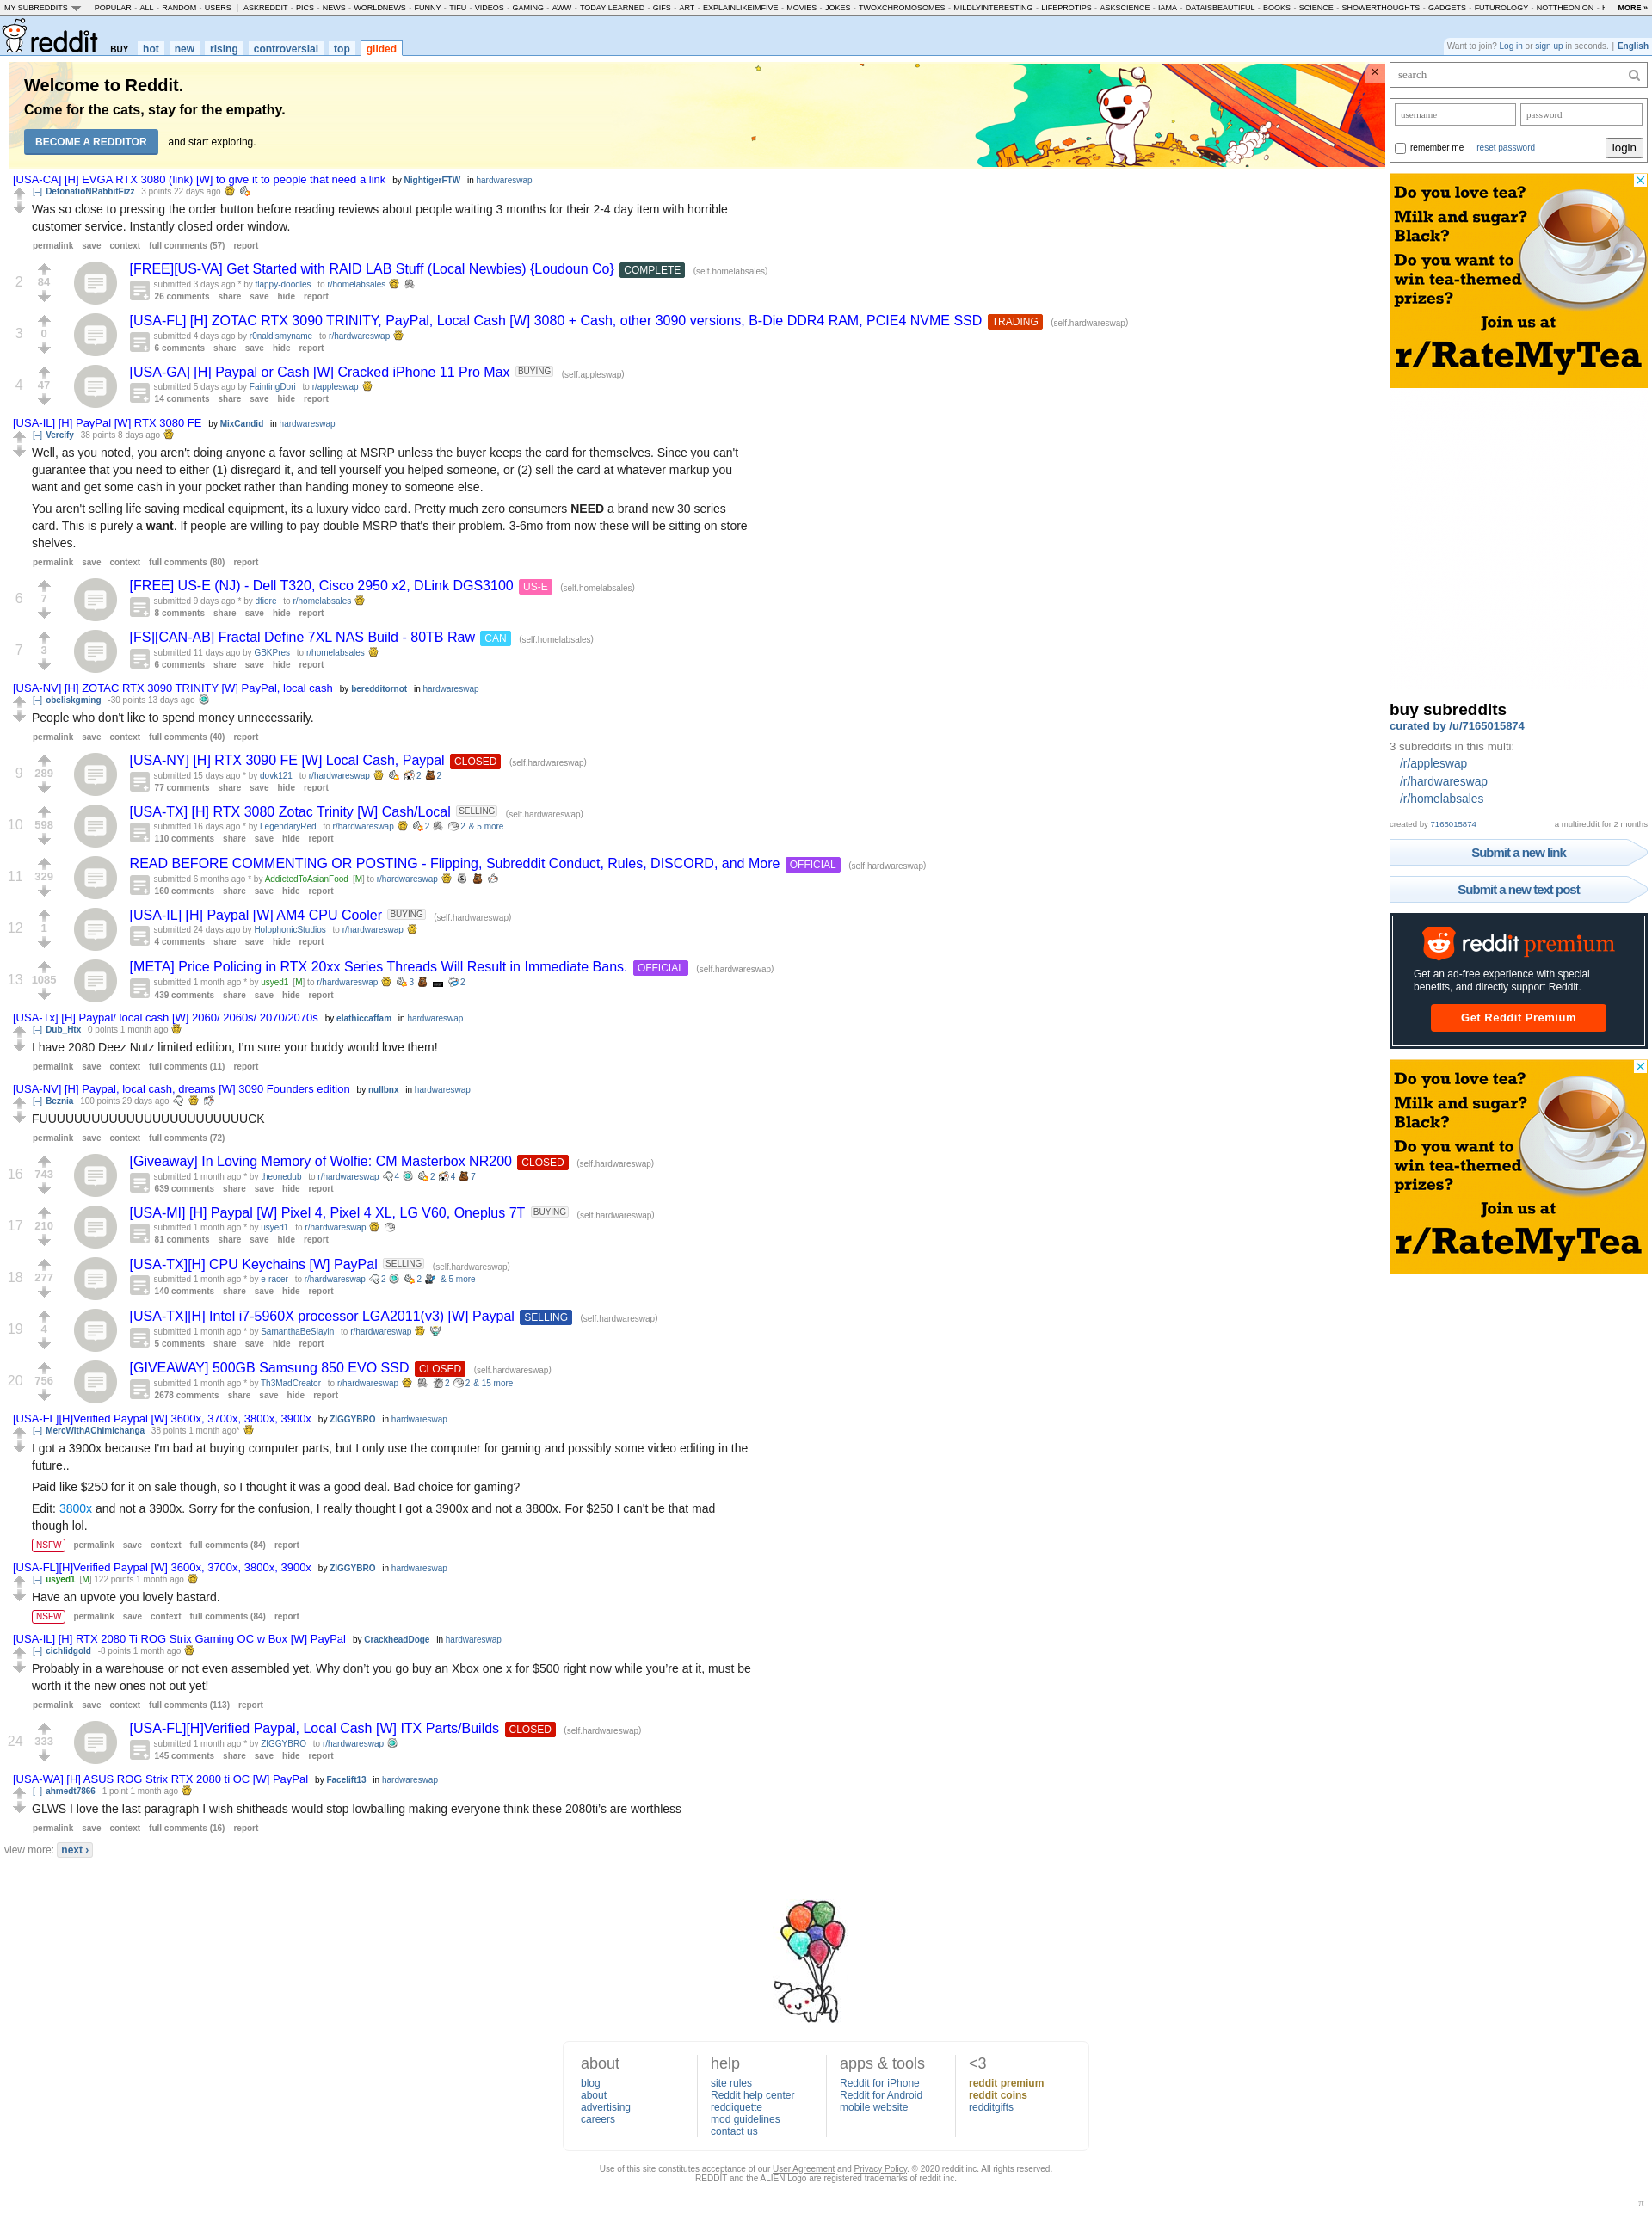 MY SUBREDDITS POPULAR - ALL - RANDOM - USERS | ASKREDDIT - PICS - NEWS - WORLDNEWS - FUNNY - TIFU - VIDEOS - GAMING - AWW - TODAYILEARNED - GIFS - ART - EXPLAINLIKEIMFIVE - MOVIES - JOKES - TWOXCHROMOSOMES - MILDLYINTERESTING - LIFEPROTIPS - ASKSCIENCE - IAMA - DATAISBEAUTIFUL - BOOKS - SCIENCE - SHOWERTHOUGHTS - GADGETS - FUTUROLOGY - NOTTHEONION - MORE »
reddit BUY hot new rising controversial top gilded
Want to join? Log in or sign up in seconds. | English
Welcome to Reddit.
Come for the cats, stay for the empathy.
BECOME A REDDITOR and start exploring.
×
[USA-CA] [H] EVGA RTX 3080 (link) [W] to give it to people that need a link by NightigerFTW in hardwareswap
[–] DetonatioNRabbitFizz 3 points 22 days ago
Was so close to pressing the order button before reading reviews about people waiting 3 months for their 2-4 day item with horrible
customer service. Instantly closed order window.
permalink save context full comments (57) report
2 84 [FREE][US-VA] Get Started with RAID LAB Stuff (Local Newbies) {Loudoun Co} COMPLETE (self.homelabsales)
submitted 3 days ago * by flappy-doodles to r/homelabsales
26 comments share save hide report
3 0 [USA-FL] [H] ZOTAC RTX 3090 TRINITY, PayPal, Local Cash [W] 3080 + Cash, other 3090 versions, B-Die DDR4 RAM, PCIE4 NVME SSD TRADING (self.hardwareswap)
submitted 4 days ago by r0naldismyname to r/hardwareswap
6 comments share save hide report
4 47 [USA-GA] [H] Paypal or Cash [W] Cracked iPhone 11 Pro Max BUYING (self.appleswap)
submitted 5 days ago by FaintingDori to r/appleswap
14 comments share save hide report
[USA-IL] [H] PayPal [W] RTX 3080 FE by MixCandid in hardwareswap
[–] Vercify 38 points 8 days ago
Well, as you noted, you aren't doing anyone a favor selling at MSRP unless the buyer keeps the card for themselves. Since you can't
guarantee that you need to either (1) disregard it, and tell yourself you helped someone, or (2) sell the card at whatever markup you
want and get some cash in your pocket rather than handing money to someone else.
You aren't selling life saving medical equipment, its a luxury video card. Pretty much zero consumers NEED a brand new 30 series
card. This is purely a want. If people are willing to pay double MSRP that's their problem. 3-6mo from now these will be sitting on store
shelves.
permalink save context full comments (80) report
6 7 [FREE] US-E (NJ) - Dell T320, Cisco 2950 x2, DLink DGS3100 US-E (self.homelabsales)
submitted 9 days ago * by dfiore to r/homelabsales
8 comments share save hide report
7 3 [FS][CAN-AB] Fractal Define 7XL NAS Build - 80TB Raw CAN (self.homelabsales)
submitted 11 days ago by GBKPres to r/homelabsales
6 comments share save hide report
[USA-NV] [H] ZOTAC RTX 3090 TRINITY [W] PayPal, local cash by beredditornot in hardwareswap
[–] obeliskgming -30 points 13 days ago
People who don't like to spend money unnecessarily.
permalink save context full comments (40) report
9 289 [USA-NY] [H] RTX 3090 FE [W] Local Cash, Paypal CLOSED (self.hardwareswap)
submitted 15 days ago * by dovk121 to r/hardwareswap 2 2
77 comments share save hide report
10 598 [USA-TX] [H] RTX 3080 Zotac Trinity [W] Cash/Local SELLING (self.hardwareswap)
submitted 16 days ago * by LegendaryRed to r/hardwareswap 2 2 & 5 more
110 comments share save hide report
11 329 READ BEFORE COMMENTING OR POSTING - Flipping, Subreddit Conduct, Rules, DISCORD, and More OFFICIAL (self.hardwareswap)
submitted 6 months ago * by AddictedToAsianFood [M] to r/hardwareswap
160 comments share save hide report
12 1 [USA-IL] [H] Paypal [W] AM4 CPU Cooler BUYING (self.hardwareswap)
submitted 24 days ago by HolophonicStudios to r/hardwareswap
4 comments share save hide report
13 1085 [META] Price Policing in RTX 20xx Series Threads Will Result in Immediate Bans. OFFICIAL (self.hardwareswap)
submitted 1 month ago * by usyed1 [M] to r/hardwareswap 3 2
439 comments share save hide report
[USA-Tx] [H] Paypal/ local cash [W] 2060/ 2060s/ 2070/2070s by elathiccaffam in hardwareswap
[–] Dub_Htx 0 points 1 month ago
I have 2080 Deez Nutz limited edition, I'm sure your buddy would love them!
permalink save context full comments (11) report
[USA-NV] [H] Paypal, local cash, dreams [W] 3090 Founders edition by nullbnx in hardwareswap
[–] Beznia 100 points 29 days ago
FUUUUUUUUUUUUUUUUUUUUUUUUCK
permalink save context full comments (72)
16 743 [Giveaway] In Loving Memory of Wolfie: CM Masterbox NR200 CLOSED (self.hardwareswap)
submitted 1 month ago * by theonedub to r/hardwareswap 4 2 4 7
639 comments share save hide report
17 210 [USA-MI] [H] Paypal [W] Pixel 4, Pixel 4 XL, LG V60, Oneplus 7T BUYING (self.hardwareswap)
submitted 1 month ago * by usyed1 to r/hardwareswap
81 comments share save hide report
18 277 [USA-TX][H] CPU Keychains [W] PayPal SELLING (self.hardwareswap)
submitted 1 month ago * by e-racer to r/hardwareswap 2 2 & 5 more
140 comments share save hide report
19 4 [USA-TX][H] Intel i7-5960X processor LGA2011(v3) [W] Paypal SELLING (self.hardwareswap)
submitted 1 month ago * by SamanthaBeSlayin to r/hardwareswap
5 comments share save hide report
20 756 [GIVEAWAY] 500GB Samsung 850 EVO SSD CLOSED (self.hardwareswap)
submitted 1 month ago * by Th3MadCreator to r/hardwareswap 2 2 & 15 more
2678 comments share save hide report
[USA-FL][H]Verified Paypal [W] 3600x, 3700x, 3800x, 3900x by ZIGGYBRO in hardwareswap
[–] MercWithAChimichanga 38 points 1 month ago*
I got a 3900x because I'm bad at buying computer parts, but I only use the computer for gaming and possibly some video editing in the
future..
Paid like $250 for it on sale though, so I thought it was a good deal. Bad choice for gaming?
Edit: 3800x and not a 3900x. Sorry for the confusion, I really thought I got a 3900x and not a 3800x. For $250 I can't be that mad
though lol.
NSFW permalink save context full comments (84) report
[USA-FL][H]Verified Paypal [W] 3600x, 3700x, 3800x, 3900x by ZIGGYBRO in hardwareswap
[–] usyed1 [M] 122 points 1 month ago
Have an upvote you lovely bastard.
NSFW permalink save context full comments (84) report
[USA-IL] [H] RTX 2080 Ti ROG Strix Gaming OC w Box [W] PayPal by CrackheadDoge in hardwareswap
[–] cichlidgold -8 points 1 month ago
Probably in a warehouse or not even assembled yet. Why don't you go buy an Xbox one x for $500 right now while you're at it, must be
worth it the new ones not out yet!
permalink save context full comments (113) report
24 333 [USA-FL][H]Verified Paypal, Local Cash [W] ITX Parts/Builds CLOSED (self.hardwareswap)
submitted 1 month ago * by ZIGGYBRO to r/hardwareswap
145 comments share save hide report
[USA-WA] [H] ASUS ROG Strix RTX 2080 ti OC [W] PayPal by Facelift13 in hardwareswap
[–] ahmedt7866 1 point 1 month ago
GLWS I love the last paragraph I wish shitheads would stop lowballing making everyone think these 2080ti's are worthless
permalink save context full comments (16) report
view more: next ›
search
username password
remember me reset password login
Do you love tea?
Milk and sugar?
Black?
Do you want to
win tea-themed
prizes?
Join us at
r/RateMyTea
buy subreddits
curated by /u/7165015874
3 subreddits in this multi:
/r/appleswap
/r/hardwareswap
/r/homelabsales
created by 7165015874 a multireddit for 2 months
Submit a new link
Submit a new text post
reddit premium
Get an ad-free experience with special
benefits, and directly support Reddit.
Get Reddit Premium
Do you love tea?
Milk and sugar?
Black?
Do you want to
win tea-themed
prizes?
Join us at
r/RateMyTea
about
blog
about
advertising
careers
help
site rules
Reddit help center
reddiquette
mod guidelines
contact us
apps & tools
Reddit for iPhone
Reddit for Android
mobile website
<3
reddit premium
reddit coins
redditgifts
Use of this site constitutes acceptance of our User Agreement and Privacy Policy. © 2020 reddit inc. All rights reserved.
REDDIT and the ALIEN Logo are registered trademarks of reddit inc.
π